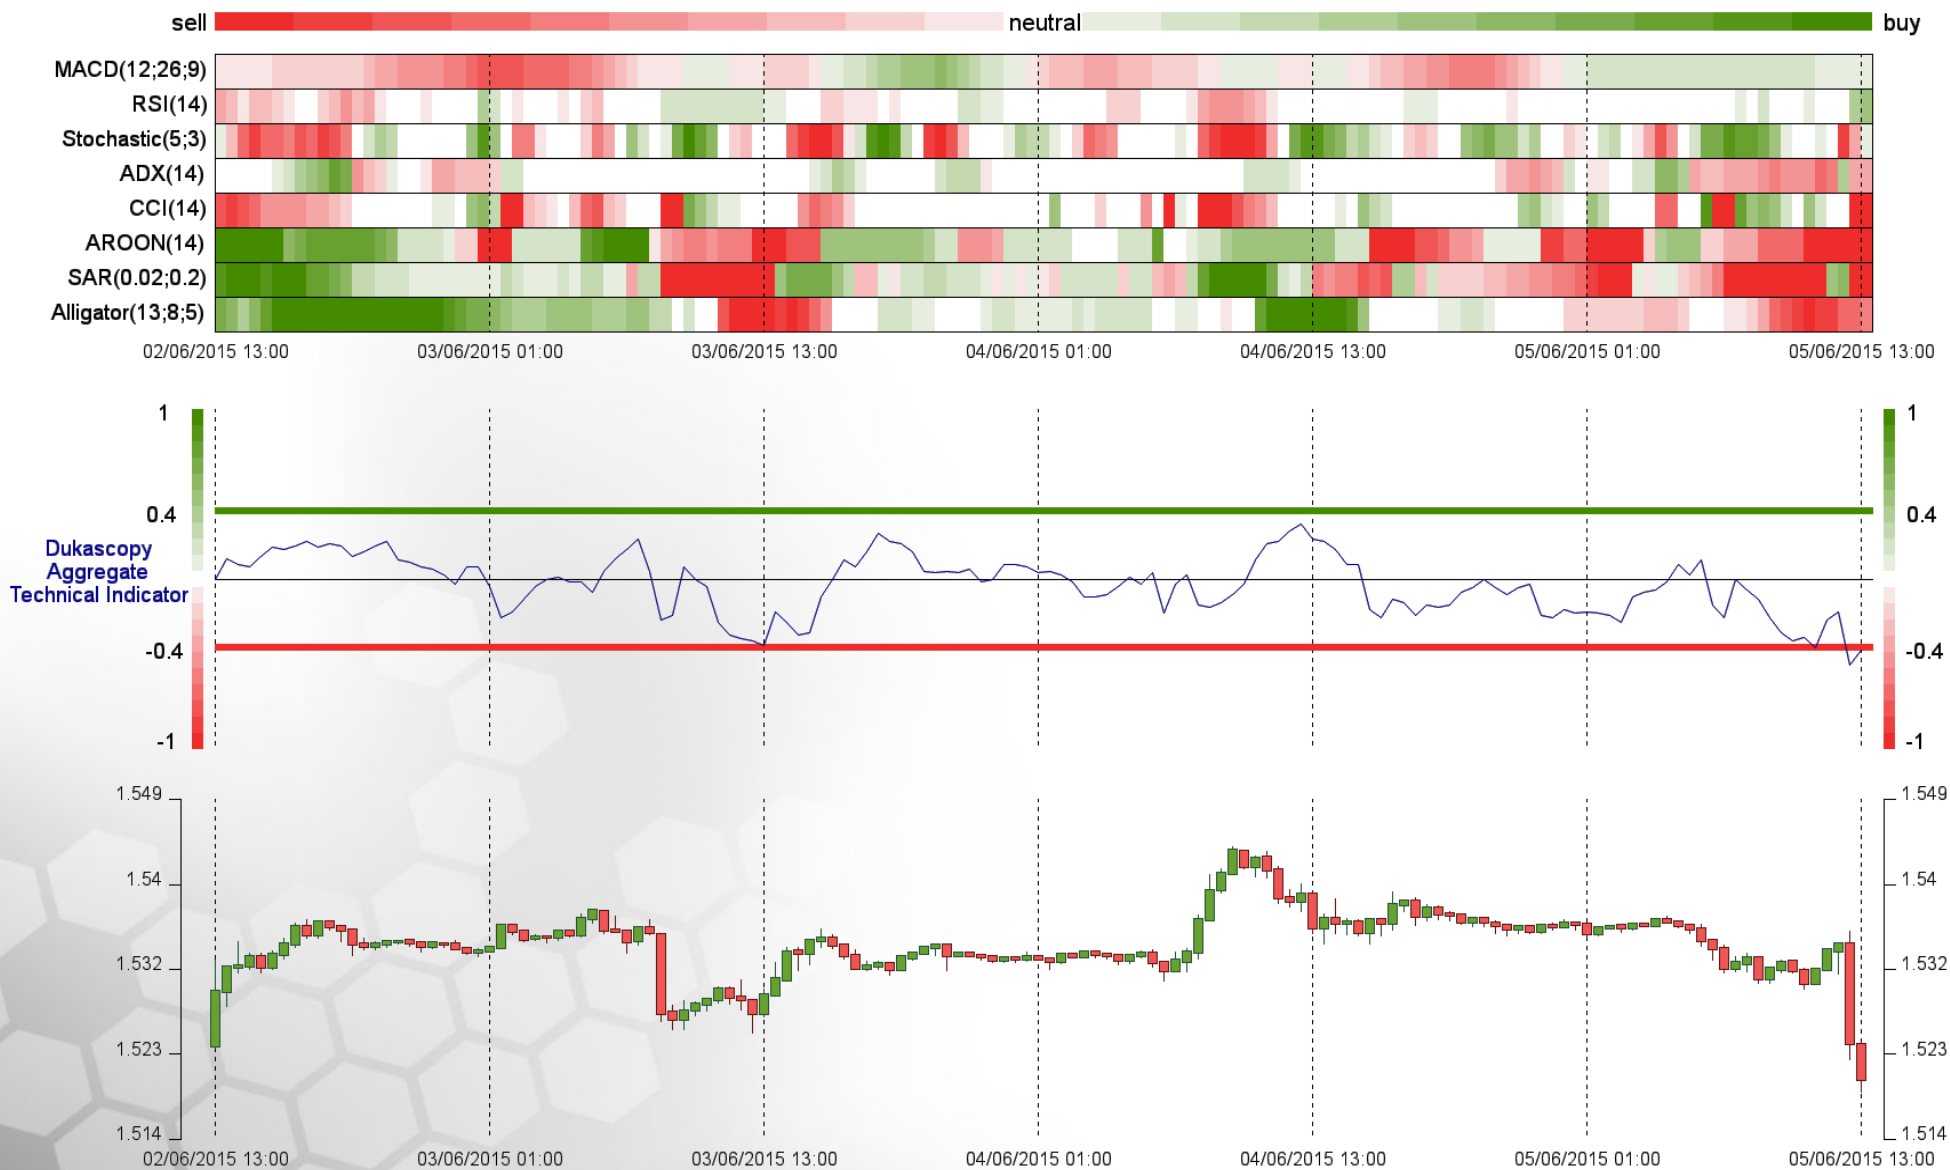 sell neutral buy
MACD(12;26;9)
RSI(14)
Stochastic(5;3)
ADX(14)
CCI(14)
AROON(14)
SAR(0.02;0.2)
Alligator(13;8;5)
02/06/2015 13:00 03/06/2015 01:00 03/06/2015 13:00 04/06/2015 01:00 04/06/2015 13:00 05/06/2015 01:00 05/06/2015 13:00
1 1
0.4 0.4
Dukascopy
Aggregate
Technical Indicator
-0.4 -0.4
-1 -1
1.549 1.549
1.54 1.54
1.532 1.532
1.523 1.523
1.514 1.514
02/06/2015 13:00 03/06/2015 01:00 03/06/2015 13:00 04/06/2015 01:00 04/06/2015 13:00 05/06/2015 01:00 05/06/2015 13:00